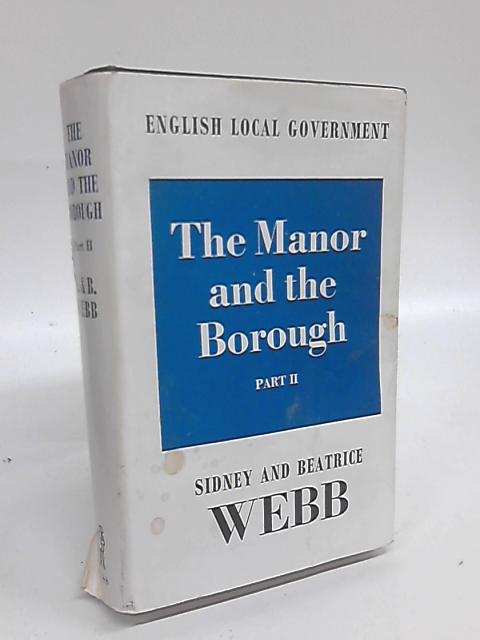 ENGLISH LOCAL GOVERNMENT
The Manor
and the
Borough
PART II
SIDNEY AND BEATRICE
WEBB
THE
MANOR
AND THE
BOROUGH
Part II
& B.
WEBB